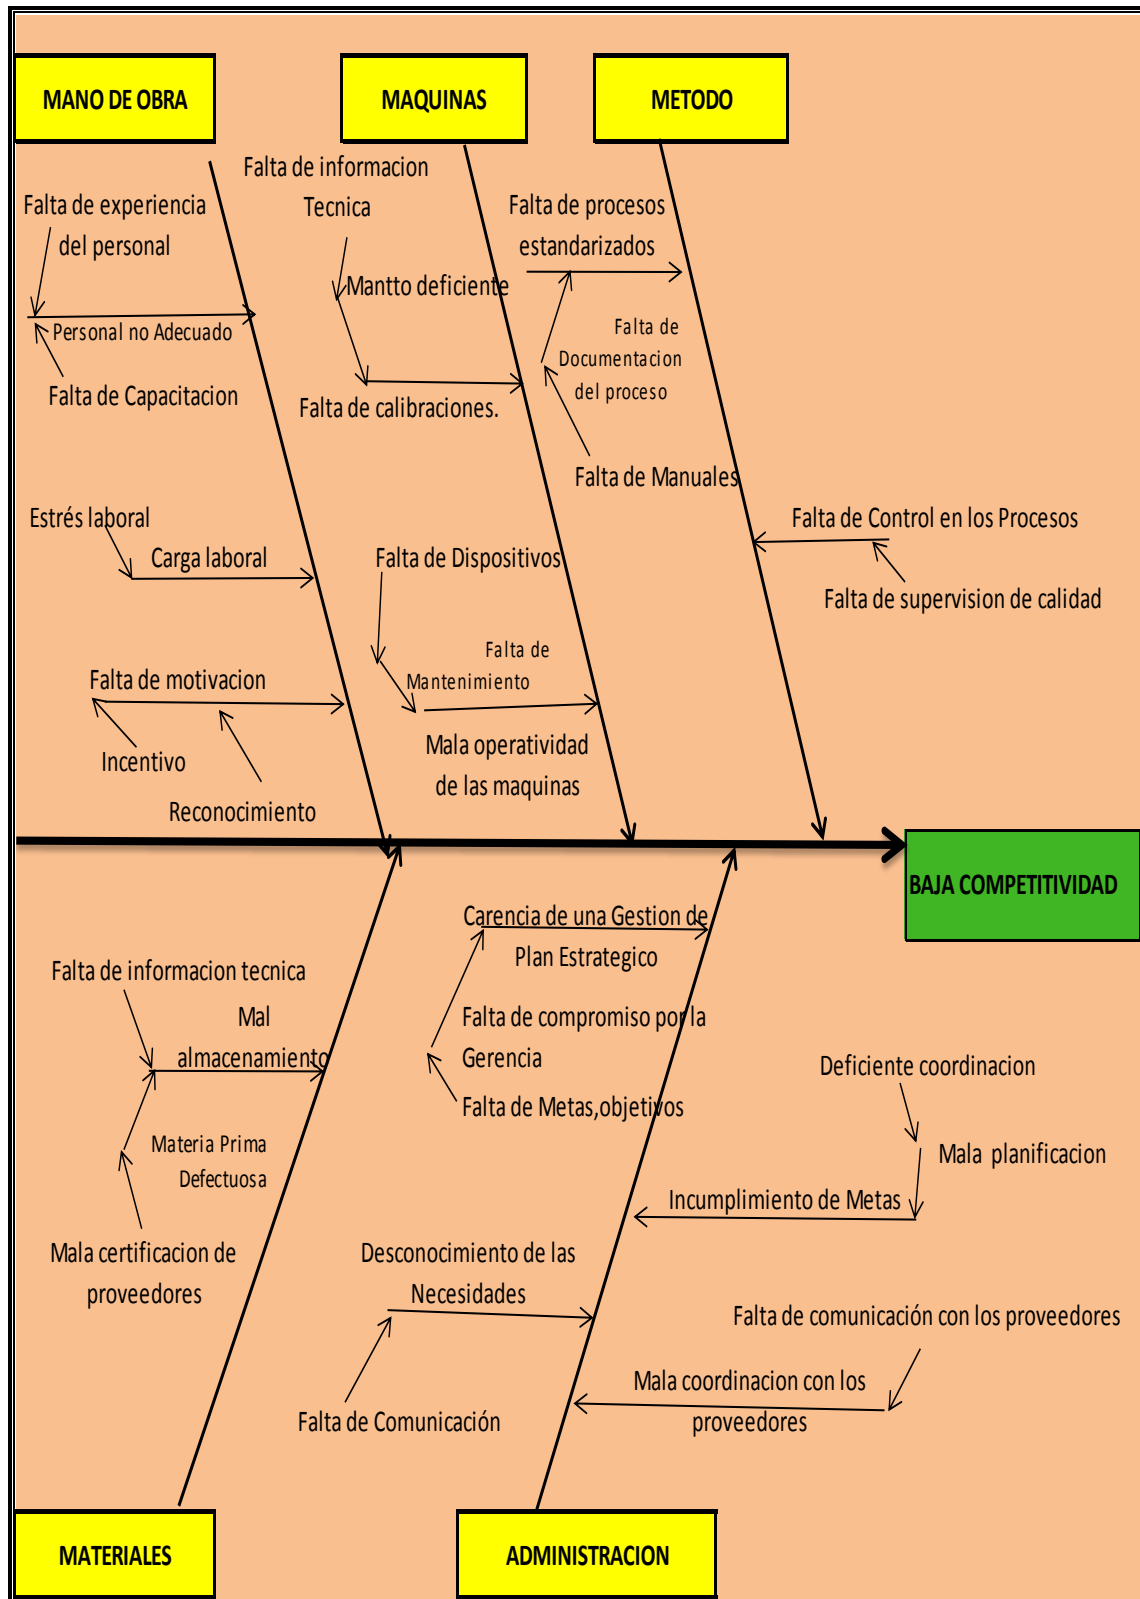 MANO DE OBRA
MAQUINAS
METODO
Falta de experiencia
del personal
Personal no Adecuado
Falta de Capacitacion
Estrés laboral
Carga laboral
Falta de motivacion
Incentivo
Reconocimiento
Falta de informacion
Tecnica
Mantto deficiente
Falta de calibraciones.
Falta de Dispositivos
Falta de
Mantenimiento
Mala operatividad
de las maquinas
Falta de procesos
estandarizados
Falta de
Documentacion
del proceso
Falta de Manuales
Falta de Control en los Procesos
Falta de supervision de calidad
BAJA COMPETITIVIDAD
Falta de informacion tecnica
Mal
almacenamiento
Materia Prima
Defectuosa
Mala certificacion de
proveedores
Carencia de una Gestion de
Plan Estrategico
Falta de compromiso por la
Gerencia
Falta de Metas,objetivos
Deficiente coordinacion
Mala planificacion
Incumplimiento de Metas
Desconocimiento de las
Necesidades
Falta de Comunicación
Falta de comunicación con los proveedores
Mala coordinacion con los
proveedores
MATERIALES
ADMINISTRACION